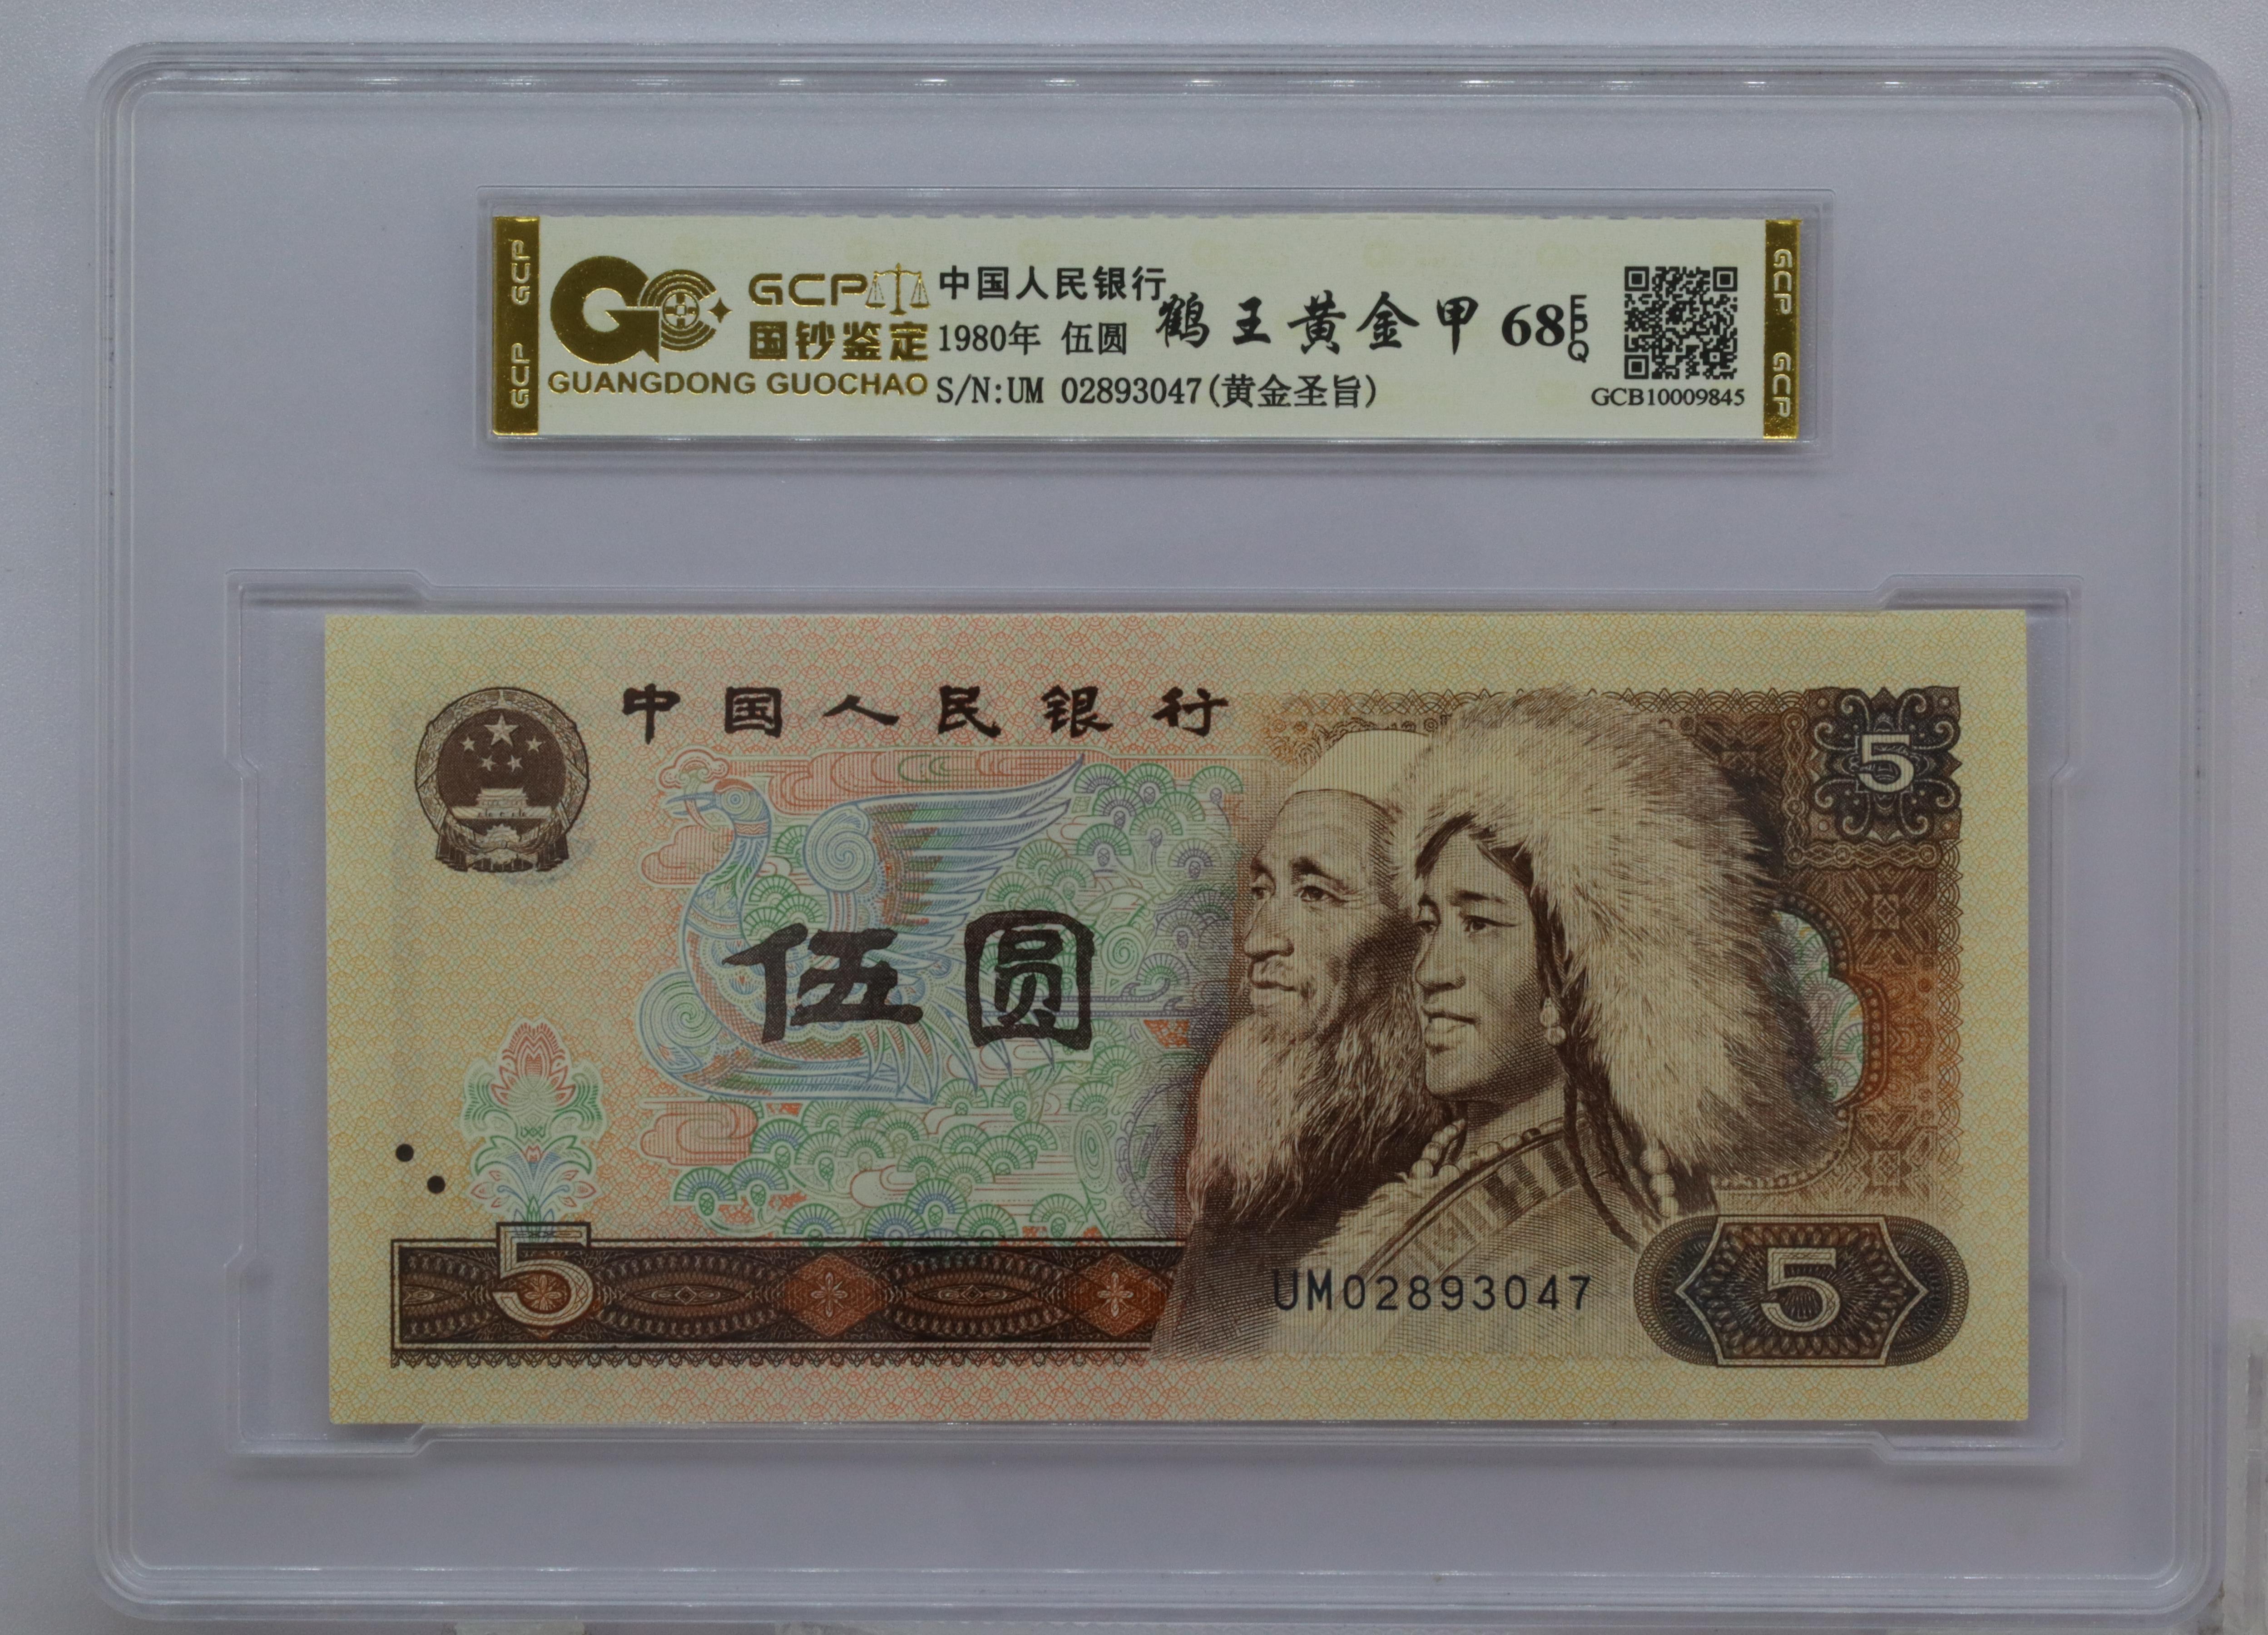 GCP GCP
GCP
国钞鉴定
GUANGDONG GUOCHAO
中国人民银行
1980年 伍圆
S/N:UM 02893047(黄金圣旨)
鹤王黄金甲 68 EPQ
GCB10009845
GCP GCP
中国人民银行
5
伍圆
5
UM02893047
5